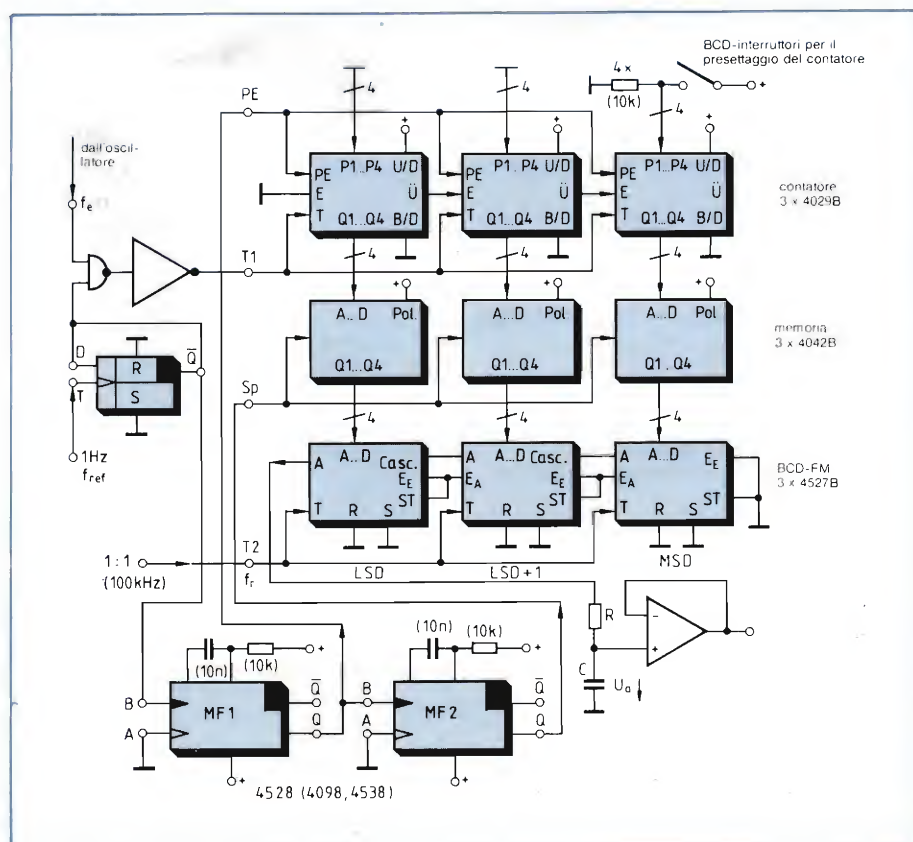 BCD-interruttori per il
presettaggio del contatore
4x
(10k)
+
4
4
4
PE
dall'oscil-
latore
fe
P1...P4 U/D
PE
E
Ü
T
Q1...Q4 B/D
P1...P4 U/D
PE
E
Ü
T
Q1...Q4 B/D
P1...P4 U/D
PE
E
Ü
T
Q1...Q4 B/D
contatore
3 x 4029B
T1
4
4
4
A...D Pol.
Q1...Q4
A...D Pol.
Q1...Q4
A...D Pol.
Q1...Q4
memoria
3 x 4042B
D
R
Q̅
T
S
1Hz
fref
Sp
4
4
4
A
A...D
Casc.
EE
ST
T
R
S
A
A...D
Casc.
EA
EE
ST
T
R
S
A
A...D
EE
EA
ST
T
R
S
BCD-FM
3 x 4527B
1:1
(100kHz)
T2
fr
LSD
LSD+1
MSD
R
C
Ua
-
+
(10n)
(10k)
+
(10n)
(10k)
+
B
A
MF1
Q̅
Q
B
A
MF2
Q̅
Q
+
+
4528 (4098,4538)